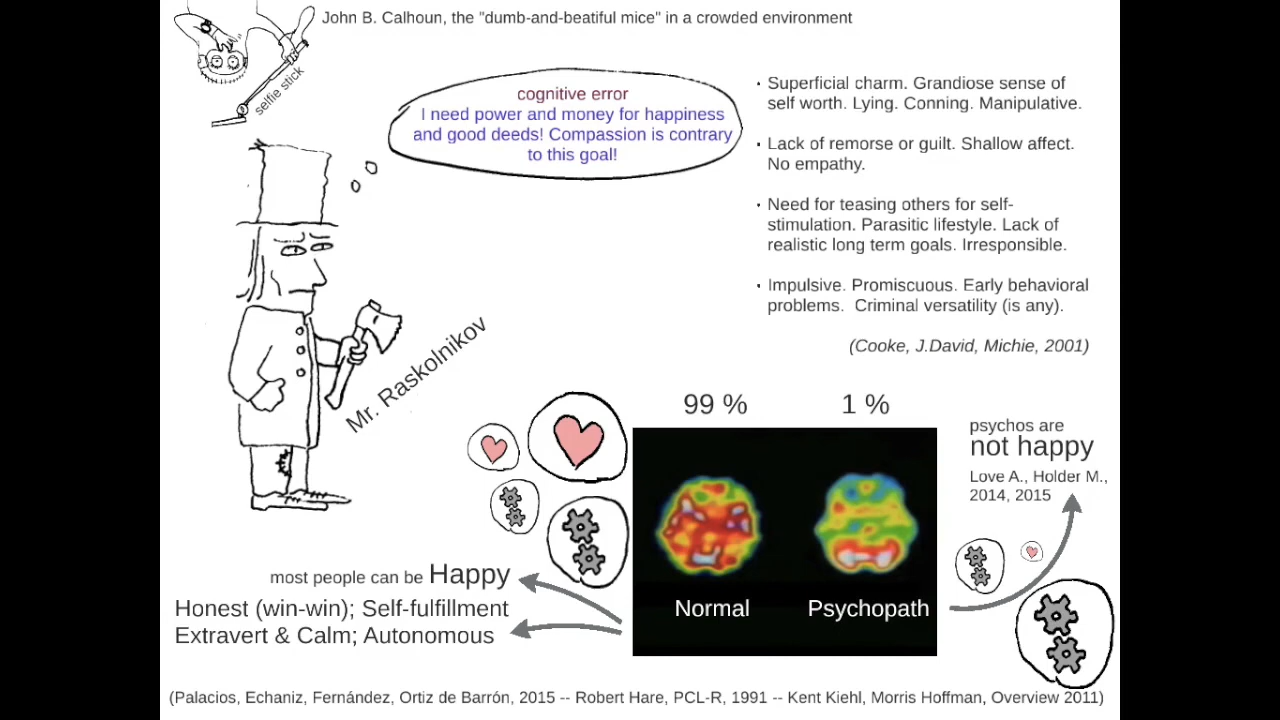 John B. Calhoun, the "dumb-and-beatiful mice" in a crowded environment
selfie stick
cognitive error
I need power and money for happiness
and good deeds! Compassion is contrary
to this goal!
· Superficial charm. Grandiose sense of
self worth. Lying. Conning. Manipulative.
· Lack of remorse or guilt. Shallow affect.
No empathy.
· Need for teasing others for self-
stimulation. Parasitic lifestyle. Lack of
realistic long term goals. Irresponsible.
· Impulsive. Promiscuous. Early behavioral
problems. Criminal versatility (is any).
(Cooke, J.David, Michie, 2001)
Mr. Raskolnikov
99 % 1 %
psychos are
not happy
Love A., Holder M.,
2014, 2015
most people can be Happy
Honest (win-win); Self-fulfillment
Extravert & Calm; Autonomous
Normal Psychopath
(Palacios, Echaniz, Fernández, Ortiz de Barrón, 2015 -- Robert Hare, PCL-R, 1991 -- Kent Kiehl, Morris Hoffman, Overview 2011)